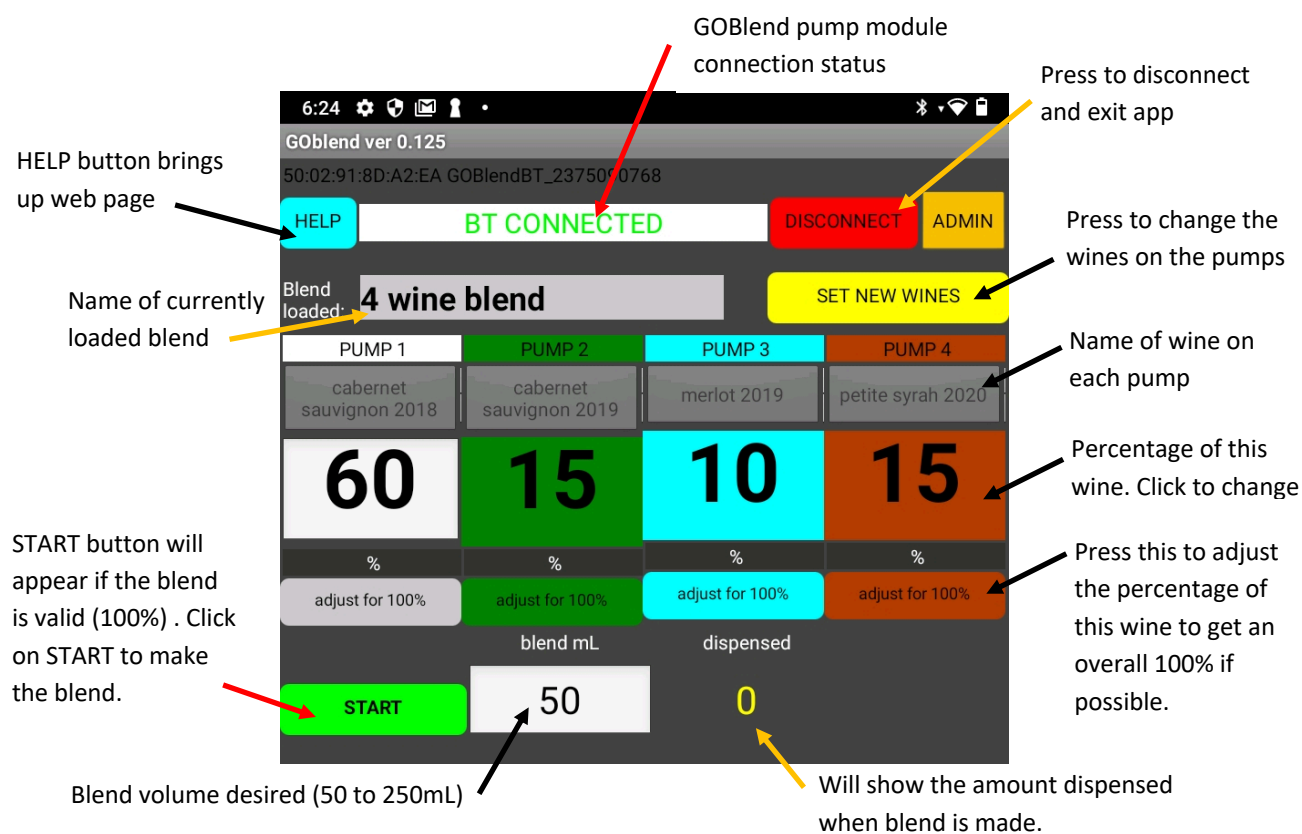 GOBlend pump module
connection status
Press to disconnect
and exit app
6:24
GOblend ver 0.125
HELP button brings
up web page
50:02:91:8D:A2:EA GOBlendBT_2375090768
HELP
BT CONNECTED
DISCONNECT
ADMIN
Press to change the
wines on the pumps
Name of currently
loaded blend
Blend
loaded:
4 wine blend
SET NEW WINES
PUMP 1
PUMP 2
PUMP 3
PUMP 4
Name of wine on
each pump
cabernet
sauvignon 2018
cabernet
sauvignon 2019
merlot 2019
petite syrah 2020
60
15
10
15
Percentage of this
wine. Click to change
%
%
%
%
START button will
appear if the blend
is valid (100%) . Click
on START to make
the blend.
adjust for 100%
adjust for 100%
adjust for 100%
adjust for 100%
Press this to adjust
the percentage of
this wine to get an
overall 100% if
possible.
blend mL
dispensed
START
50
0
Blend volume desired (50 to 250mL)
Will show the amount dispensed
when blend is made.